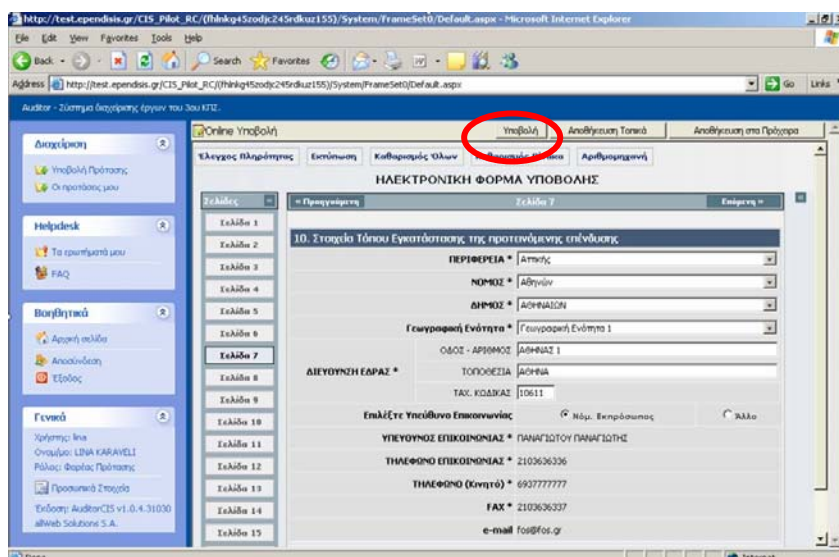 http://test.ependisis.gr/CIS_Pilot_RC/(fhlnkg45zodjc245rdkuz155)/System/FrameSet0/Default.aspx - Microsoft Internet Explorer
File Edit View Favorites Tools Help
Back Search Favorites
Address http://test.ependisis.gr/CIS_Pilot_RC/(fhlnkg45zodjc245rdkuz155)/System/FrameSet0/Default.aspx Go Links
Auditor - Σύστημα διαχείρισης έργων του 3ου ΚΠΣ.
Online Υποβολή Υποβολή Αποθήκευση Τοπικά Αποθήκευση στα Πρόχειρα
Έλεγχος Πληρότητας Εκτύπωση Καθαρισμός Όλων Αριθμομηχανή
ΗΛΕΚΤΡΟΝΙΚΗ ΦΟΡΜΑ ΥΠΟΒΟΛΗΣ
Διαχείριση
Υποβολή Πρότασης
Οι προτάσεις μου
Helpdesk
Τα ερωτήματά μου
FAQ
Βοηθητικά
Αρχική σελίδα
Αποσύνδεση
Έξοδος
Γενικά
Χρήστης: lina
Ονομ/μο: LINA KARAVELI
Ρόλος: Φορέας Πρότασης
Προσωπικά Στοιχεία
Έκδοση: AuditorCIS v1.0.4.31030
allWeb Solutions S.A.
Σελίδες
Σελίδα 1
Σελίδα 2
Σελίδα 3
Σελίδα 4
Σελίδα 5
Σελίδα 6
Σελίδα 7
Σελίδα 8
Σελίδα 9
Σελίδα 10
Σελίδα 11
Σελίδα 12
Σελίδα 13
Σελίδα 14
Σελίδα 15
« Προηγούμενη Σελίδα 7 Επόμενη »
10. Στοιχεία Τόπου Εγκατάστασης της προτεινόμενης επένδυσης
ΠΕΡΙΦΕΡΕΙΑ * Αττικής
ΝΟΜΟΣ * Αθηνών
ΔΗΜΟΣ * ΑΘΗΝΑΙΩΝ
Γεωγραφική Ενότητα * Γεωγραφική Ενότητα 1
ΔΙΕΥΘΥΝΣΗ ΕΔΡΑΣ *
ΟΔΟΣ - ΑΡΙΘΜΟΣ ΑΘΗΝΑΣ 1
ΤΟΠΟΘΕΣΙΑ ΑΘΗΝΑ
ΤΑΧ. ΚΩΔΙΚΑΣ 10611
Επιλέξτε Υπεύθυνο Επικοινωνίας Νόμ. Εκπρόσωπος Άλλο
ΥΠΕΥΘΥΝΟΣ ΕΠΙΚΟΙΝΩΝΙΑΣ * ΠΑΝΑΓΙΩΤΟΥ ΠΑΝΑΓΙΩΤΗΣ
ΤΗΛΕΦΩΝΟ ΕΠΙΚΟΙΝΩΝΙΑΣ * 2103636336
ΤΗΛΕΦΩΝΟ (Κινητό) * 6937777777
FAX * 2103636337
e-mail fos@fos.gr